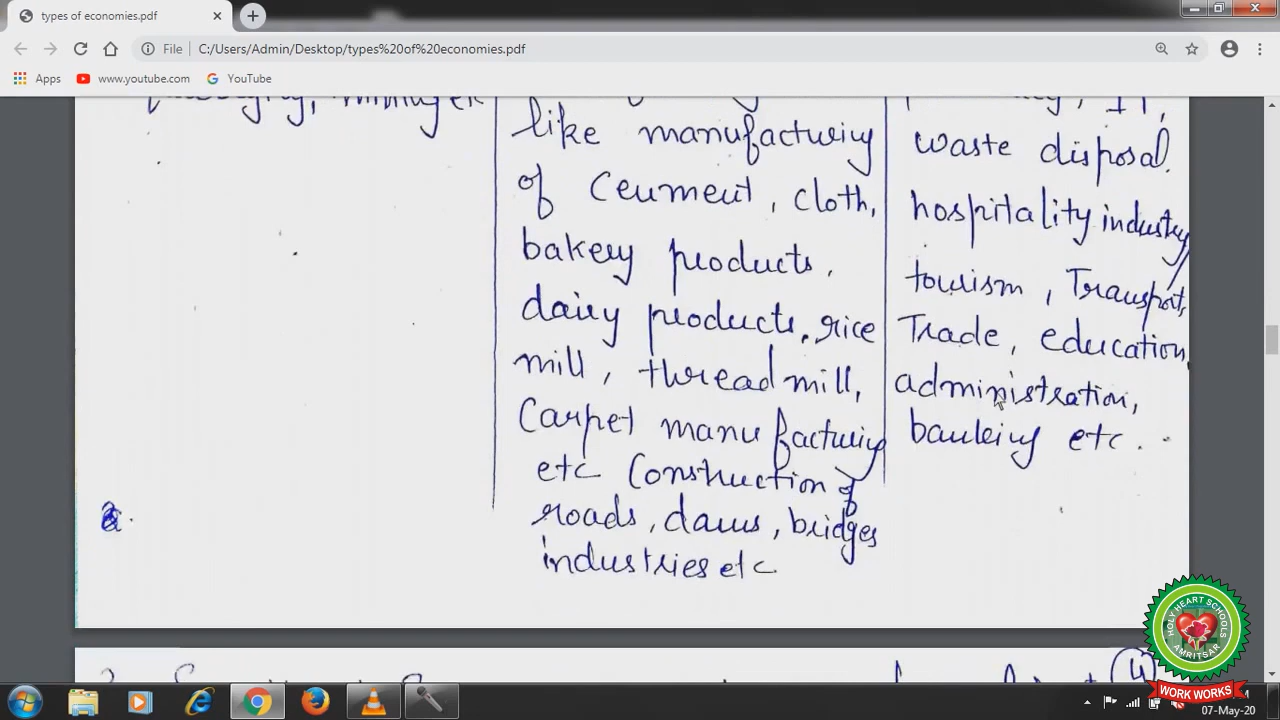 types of economies.pdf
File
C:/Users/Admin/Desktop/types%20of%20economies.pdf
Apps
www.youtube.com
YouTube
like manufacturing
of Ceument, cloth,
bakery products,
dairy products, rice
mill, thread mill,
Carpet manufacturing
etc Construction of
roads, dams, bridges
industries etc
waste disposal.
hospitality industry
tourism, Transport,
Trade, education,
administration,
banking etc.
4
HOLY HEART SCHOOLS
AMRITSAR
WORK WORKS
07-May-20